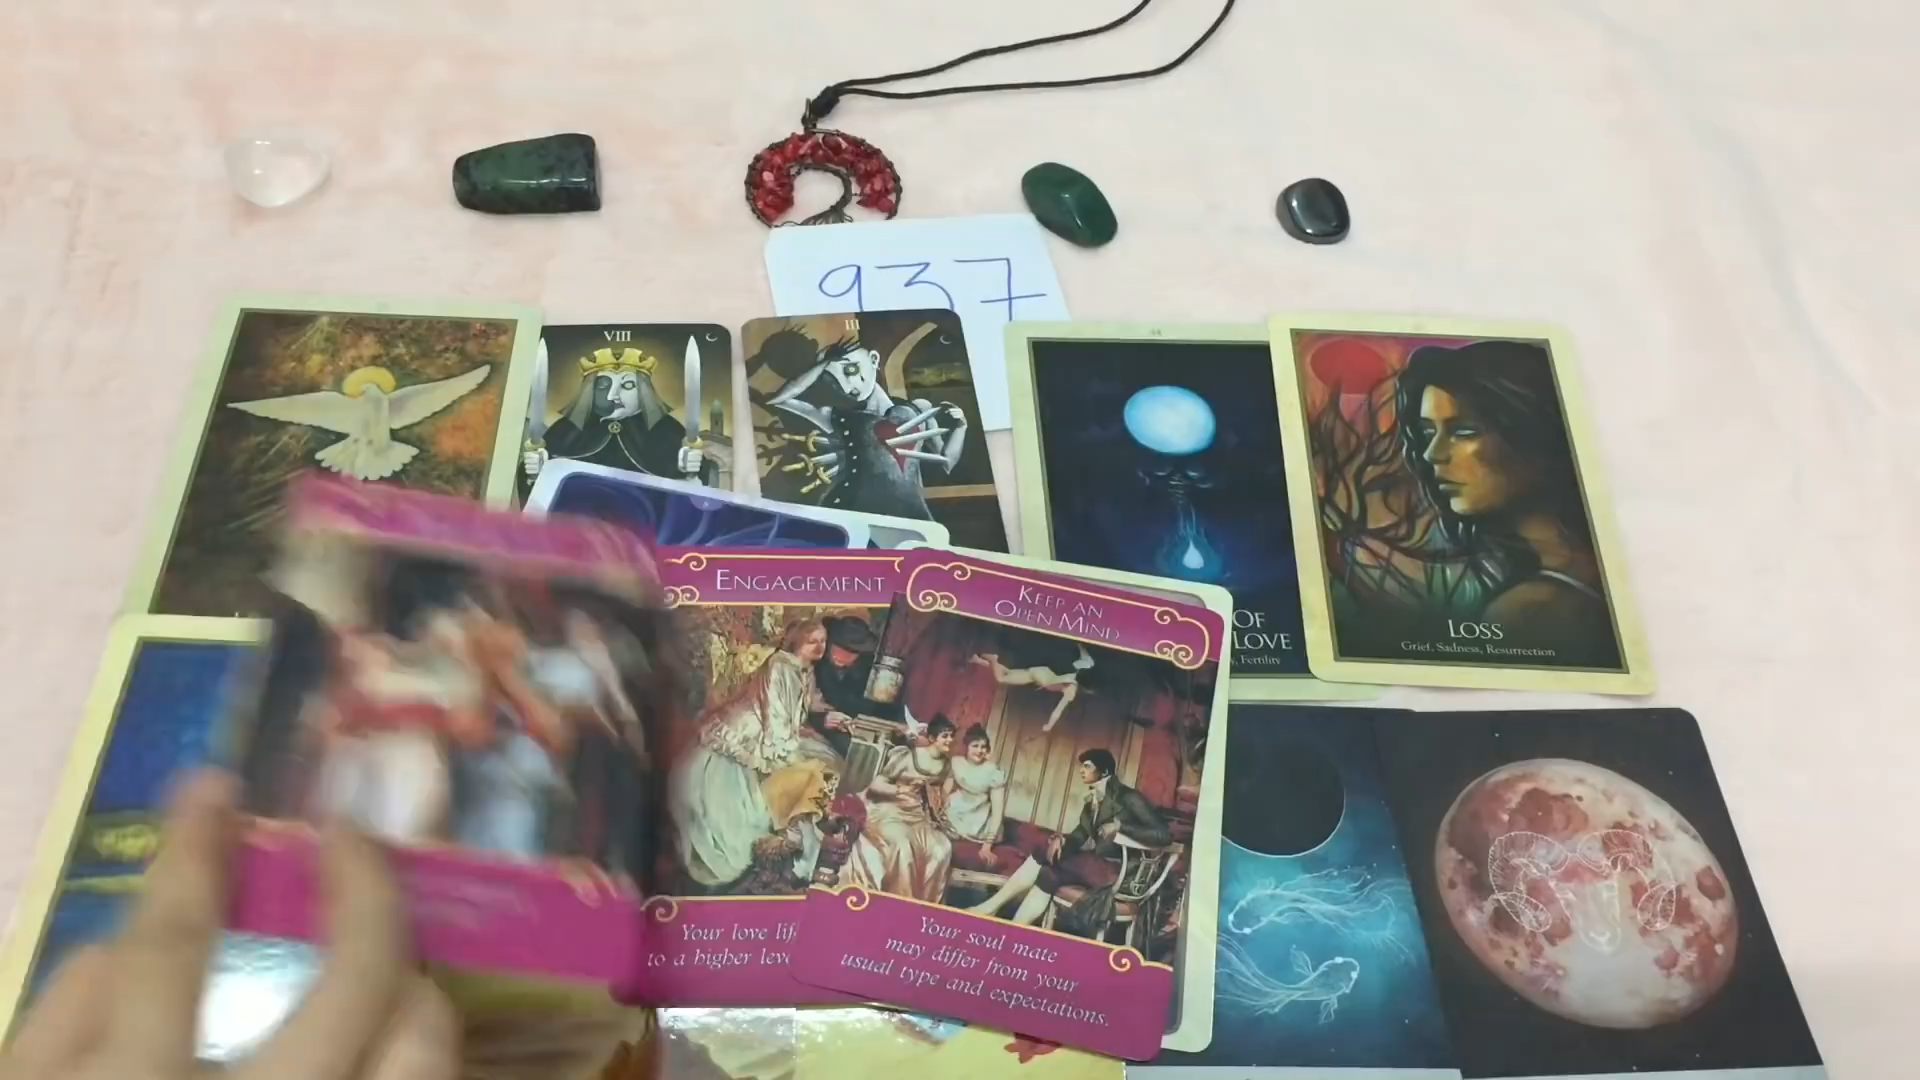 937
VIII
III
ENGAGEMENT
KEEP AN
OPEN MIND
OF
LOVE
, Fertility
LOSS
Grief, Sadness, Resurrection
Your love lif
to a higher leve
Your soul mate
may differ from your
usual type and expectations.